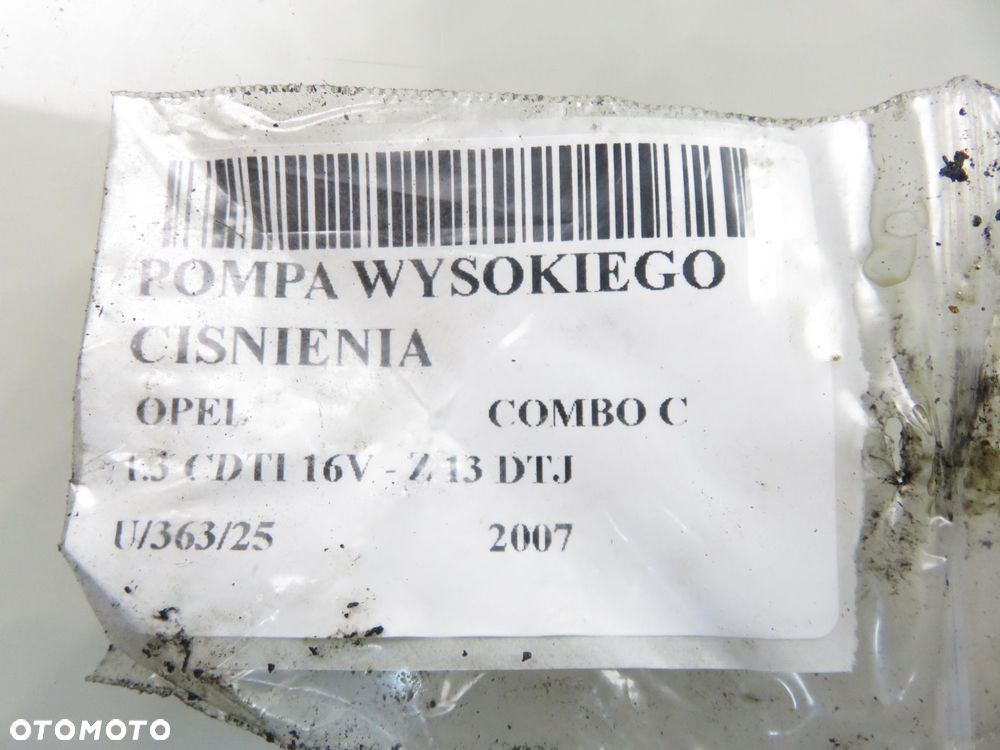 POMPA WYSOKIEGO
CISNIENIA
OPEL COMBO C
1.3 CDTI 16V - Z 13 DTJ
U/363/25 2007
OTOMOTO